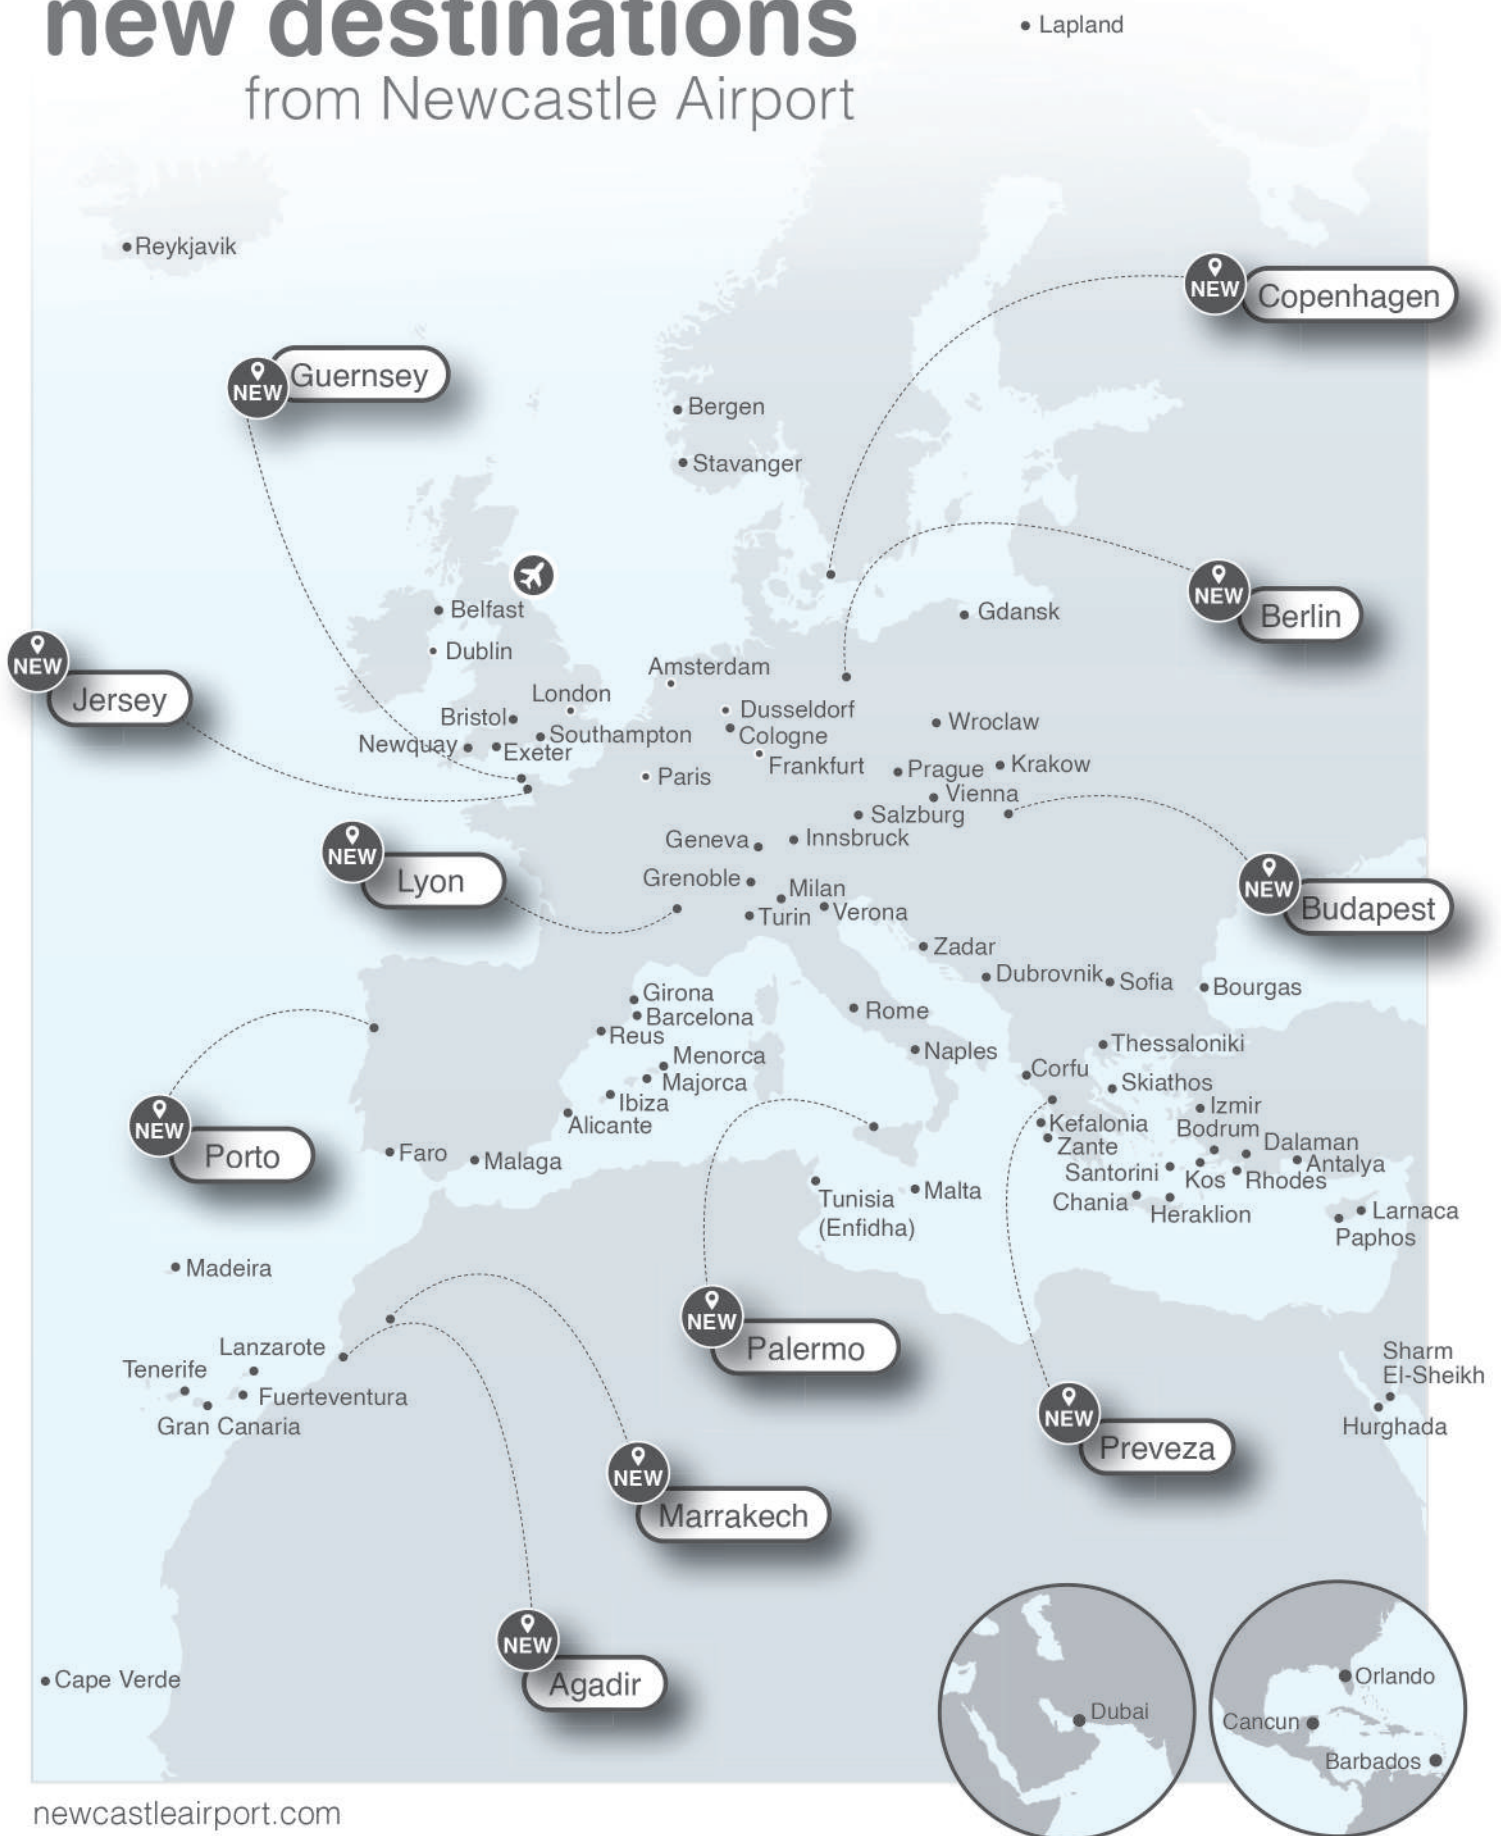 new destinations
from Newcastle Airport
Lapland
Reykjavik
NEW
Copenhagen
NEW
Guernsey
Bergen
Stavanger
NEW
Berlin
Belfast
Gdansk
NEW
Jersey
Dublin
Amsterdam
London
Bristol
Dusseldorf
Wroclaw
Newquay
Exeter
Southampton
Cologne
Frankfurt
Paris
Prague
Krakow
Vienna
Salzburg
Geneva
Innsbruck
NEW
Lyon
Grenoble
Milan
Turin
Verona
NEW
Budapest
Zadar
Dubrovnik
Sofia
Bourgas
Girona
Barcelona
Reus
Rome
Menorca
Majorca
Naples
Thessaloniki
Corfu
Skiathos
Ibiza
Alicante
Izmir
Kefalonia
Bodrum
Zante
Dalaman
NEW
Porto
Faro
Malaga
Santorini
Kos
Rhodes
Antalya
Tunisia
(Enfidha)
Malta
Chania
Heraklion
Larnaca
Paphos
Madeira
NEW
Palermo
Lanzarote
Tenerife
Fuerteventura
Gran Canaria
Sharm
El-Sheikh
Hurghada
NEW
Preveza
NEW
Marrakech
NEW
Agadir
Cape Verde
Dubai
Orlando
Cancun
Barbados
newcastleairport.com